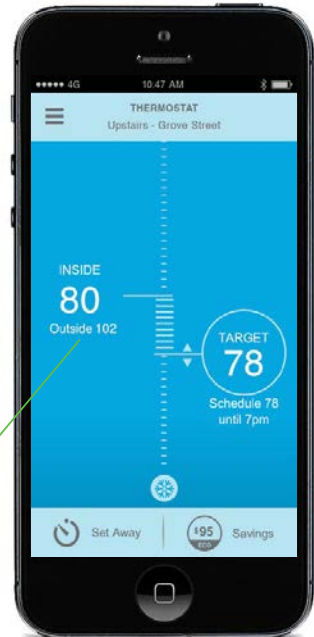 4G 10:47 AM
THERMOSTAT
Upstairs - Grove Street
INSIDE
80
Outside 102
TARGET
78
Schedule 78
until 7pm
Set Away
$95
ECO
Savings